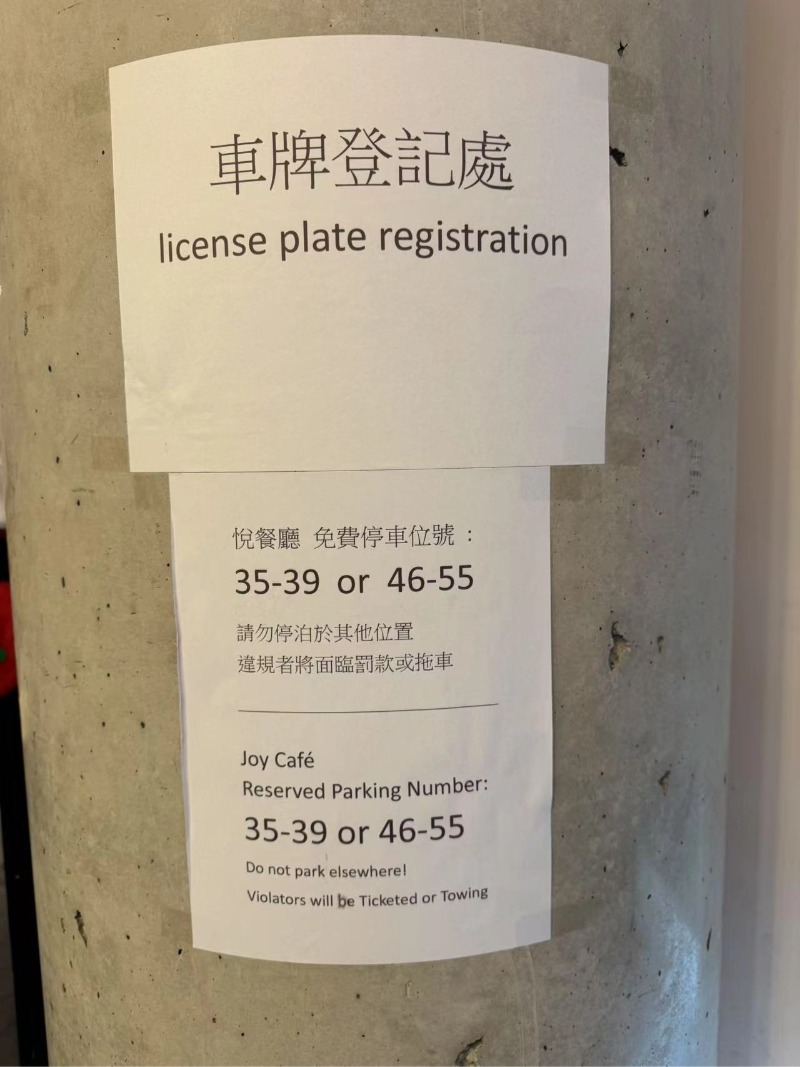 車牌登記處
license plate registration
悅餐廳 免費停車位號：
35-39 or 46-55
請勿停泊於其他位置
違規者將面臨罰款或拖車
Joy Café
Reserved Parking Number:
35-39 or 46-55
Do not park elsewhere!
Violators will be Ticketed or Towing